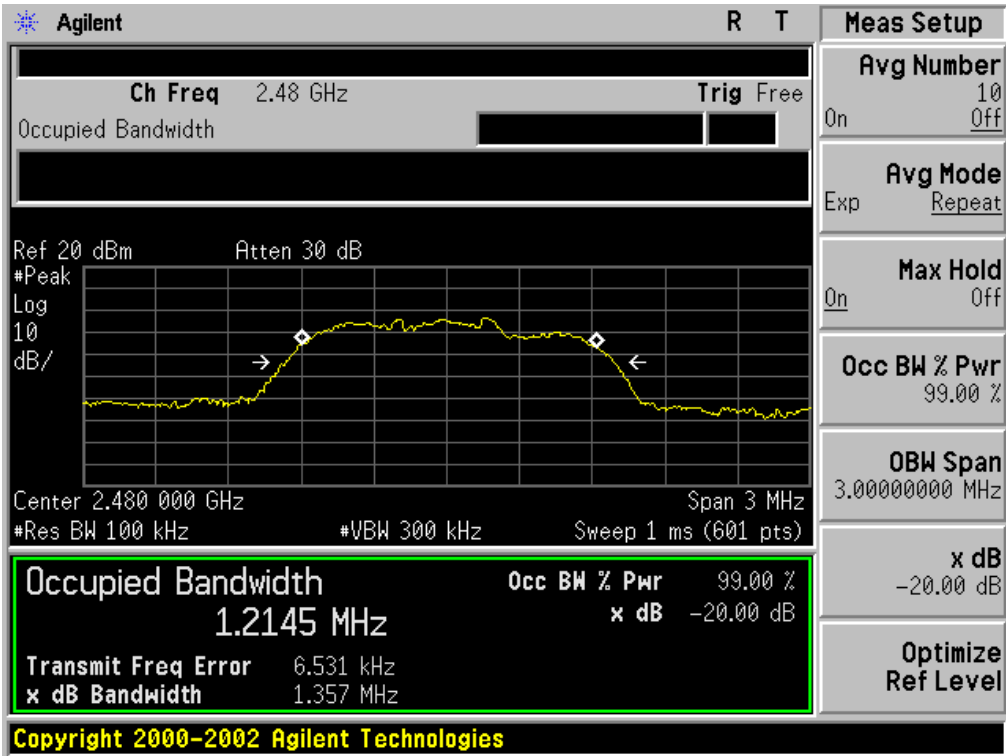 Agilent R T
Ch Freq 2.48 GHz Trig Free
Occupied Bandwidth
Ref 20 dBm Atten 30 dB
#Peak
Log
10
dB/
Center 2.480 000 GHz Span 3 MHz
#Res BW 100 kHz #VBW 300 kHz Sweep 1 ms (601 pts)
Occupied Bandwidth Occ BW % Pwr 99.00 %
1.2145 MHz x dB -20.00 dB
Transmit Freq Error 6.531 kHz
x dB Bandwidth 1.357 MHz
Copyright 2000-2002 Agilent Technologies
Meas Setup
Avg Number
10
On Off
Avg Mode
Exp Repeat
Max Hold
On Off
Occ BW % Pwr
99.00 %
OBW Span
3.00000000 MHz
x dB
-20.00 dB
Optimize
Ref Level